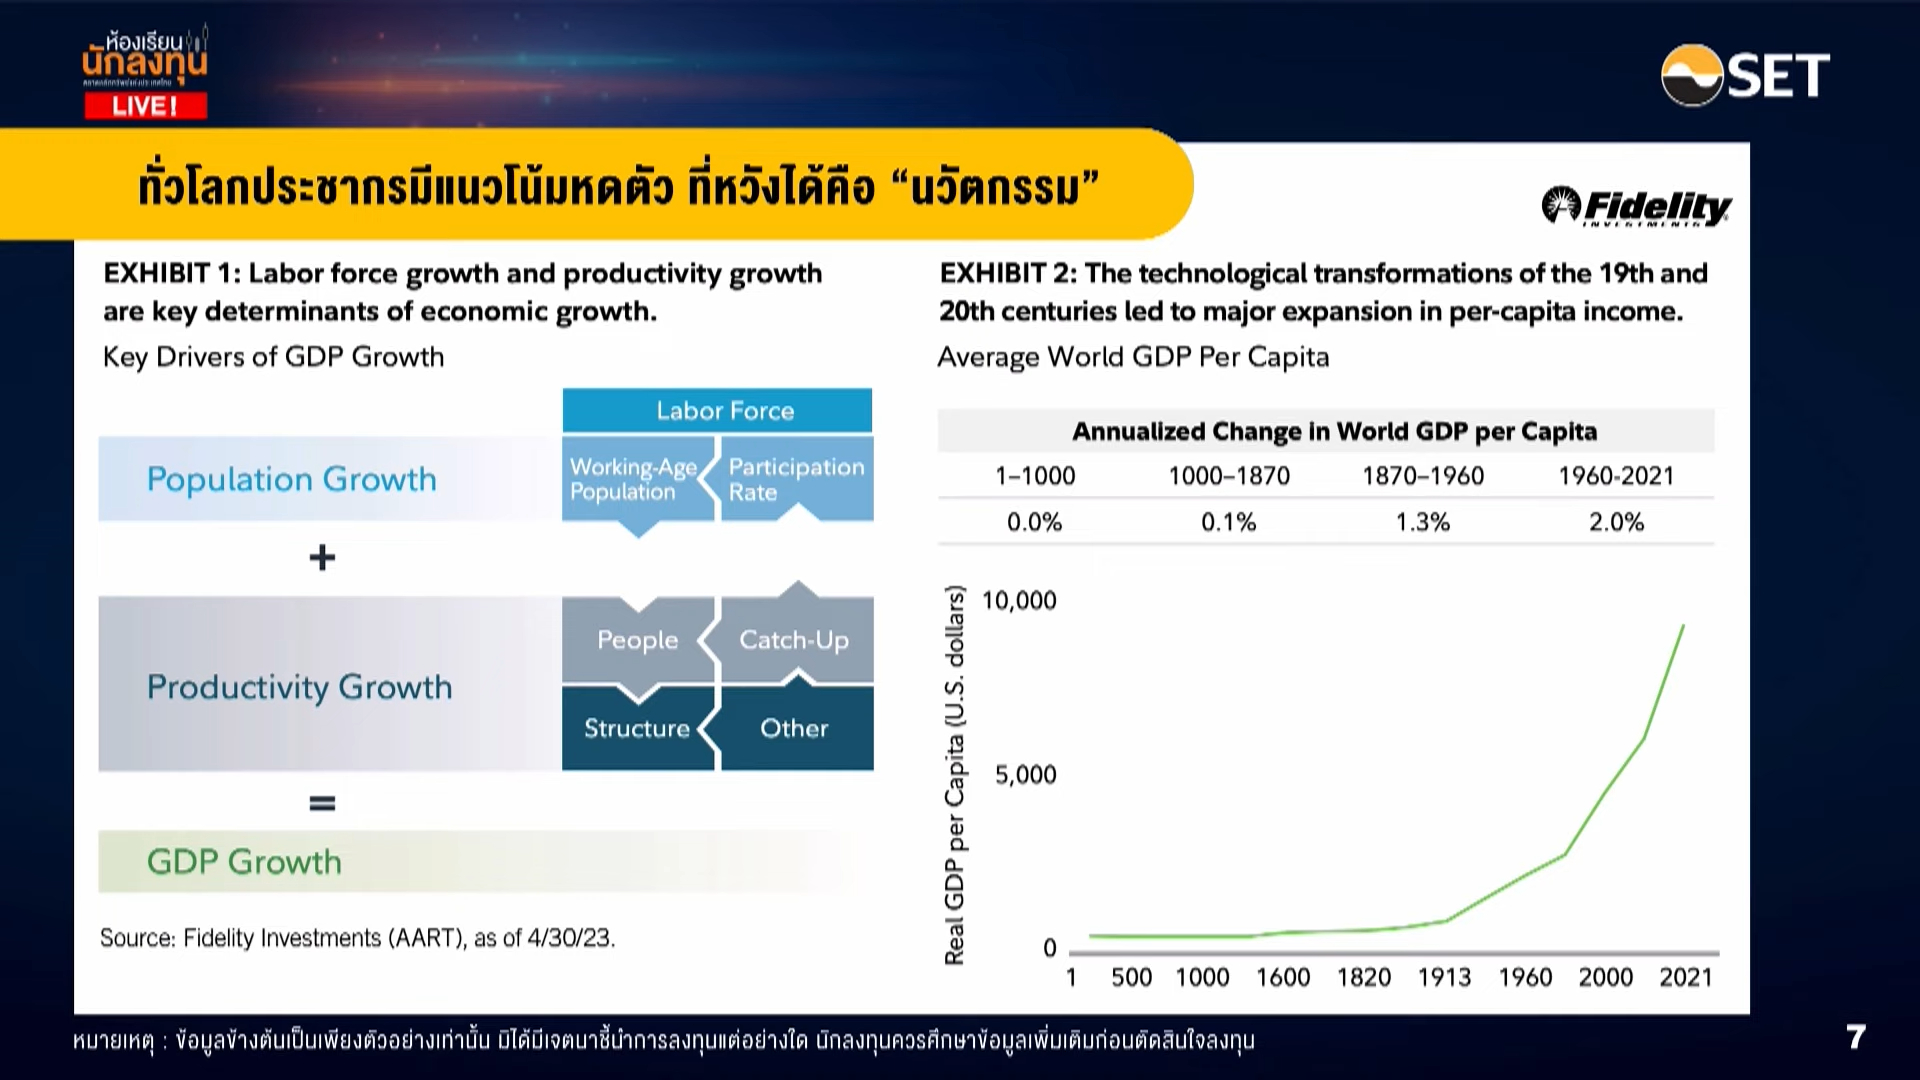 ห้องเรียน
นักลงทุน
LIVE!
SET
ทั่วโลกประชากรมีแนวโน้มหดตัว ที่หวังได้คือ “นวัตกรรม”
Fidelity
INVESTMENTS
EXHIBIT 1: Labor force growth and productivity growth
are key determinants of economic growth.
Key Drivers of GDP Growth
Labor Force
Population Growth
Working-Age
Population
Participation
Rate
+
Productivity Growth
People
Catch-Up
Structure
Other
=
GDP Growth
Source: Fidelity Investments (AART), as of 4/30/23.
EXHIBIT 2: The technological transformations of the 19th and
20th centuries led to major expansion in per-capita income.
Average World GDP Per Capita
Annualized Change in World GDP per Capita
1–1000 1000–1870 1870–1960 1960-2021
0.0% 0.1% 1.3% 2.0%
Real GDP per Capita (U.S. dollars)
10,000
5,000
0
1 500 1000 1600 1820 1913 1960 2000 2021
หมายเหตุ : ข้อมูลข้างต้นเป็นเพียงตัวอย่างเท่านั้น มิได้มีเจตนาชี้นำการลงทุนแต่อย่างใด นักลงทุนควรศึกษาข้อมูลเพิ่มเติมก่อนตัดสินใจลงทุน
7